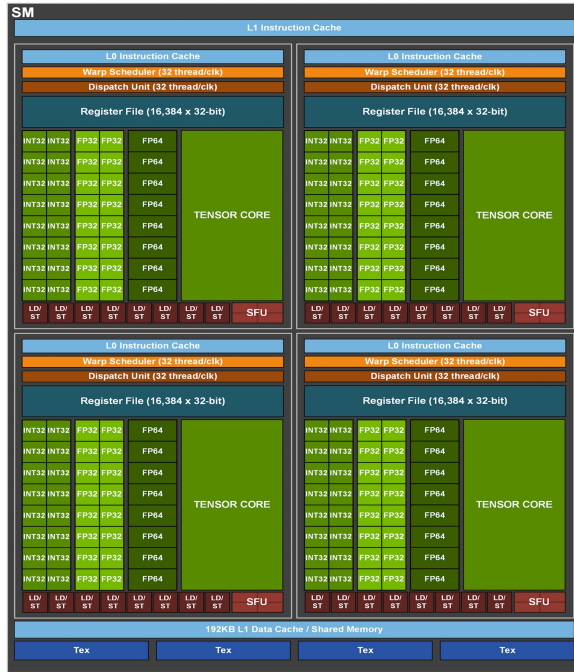 SM
L1 Instruction Cache
L0 Instruction Cache
Warp Scheduler (32 thread/clk)
Dispatch Unit (32 thread/clk)
Register File (16,384 x 32-bit)
INT32 INT32 FP32 FP32 FP64
INT32 INT32 FP32 FP32 FP64
INT32 INT32 FP32 FP32 FP64
INT32 INT32 FP32 FP32 FP64
TENSOR CORE
INT32 INT32 FP32 FP32 FP64
INT32 INT32 FP32 FP32 FP64
INT32 INT32 FP32 FP32 FP64
INT32 INT32 FP32 FP32 FP64
LD/ LD/ LD/ LD/ LD/ LD/ LD/ LD/
ST ST ST ST ST ST ST ST
SFU
L0 Instruction Cache
Warp Scheduler (32 thread/clk)
Dispatch Unit (32 thread/clk)
Register File (16,384 x 32-bit)
INT32 INT32 FP32 FP32 FP64
INT32 INT32 FP32 FP32 FP64
INT32 INT32 FP32 FP32 FP64
INT32 INT32 FP32 FP32 FP64
TENSOR CORE
INT32 INT32 FP32 FP32 FP64
INT32 INT32 FP32 FP32 FP64
INT32 INT32 FP32 FP32 FP64
INT32 INT32 FP32 FP32 FP64
LD/ LD/ LD/ LD/ LD/ LD/ LD/ LD/
ST ST ST ST ST ST ST ST
SFU
L0 Instruction Cache
Warp Scheduler (32 thread/clk)
Dispatch Unit (32 thread/clk)
Register File (16,384 x 32-bit)
INT32 INT32 FP32 FP32 FP64
INT32 INT32 FP32 FP32 FP64
INT32 INT32 FP32 FP32 FP64
INT32 INT32 FP32 FP32 FP64
TENSOR CORE
INT32 INT32 FP32 FP32 FP64
INT32 INT32 FP32 FP32 FP64
INT32 INT32 FP32 FP32 FP64
INT32 INT32 FP32 FP32 FP64
LD/ LD/ LD/ LD/ LD/ LD/ LD/ LD/
ST ST ST ST ST ST ST ST
SFU
L0 Instruction Cache
Warp Scheduler (32 thread/clk)
Dispatch Unit (32 thread/clk)
Register File (16,384 x 32-bit)
INT32 INT32 FP32 FP32 FP64
INT32 INT32 FP32 FP32 FP64
INT32 INT32 FP32 FP32 FP64
INT32 INT32 FP32 FP32 FP64
TENSOR CORE
INT32 INT32 FP32 FP32 FP64
INT32 INT32 FP32 FP32 FP64
INT32 INT32 FP32 FP32 FP64
INT32 INT32 FP32 FP32 FP64
LD/ LD/ LD/ LD/ LD/ LD/ LD/ LD/
ST ST ST ST ST ST ST ST
SFU
192KB L1 Data Cache / Shared Memory
Tex Tex Tex Tex